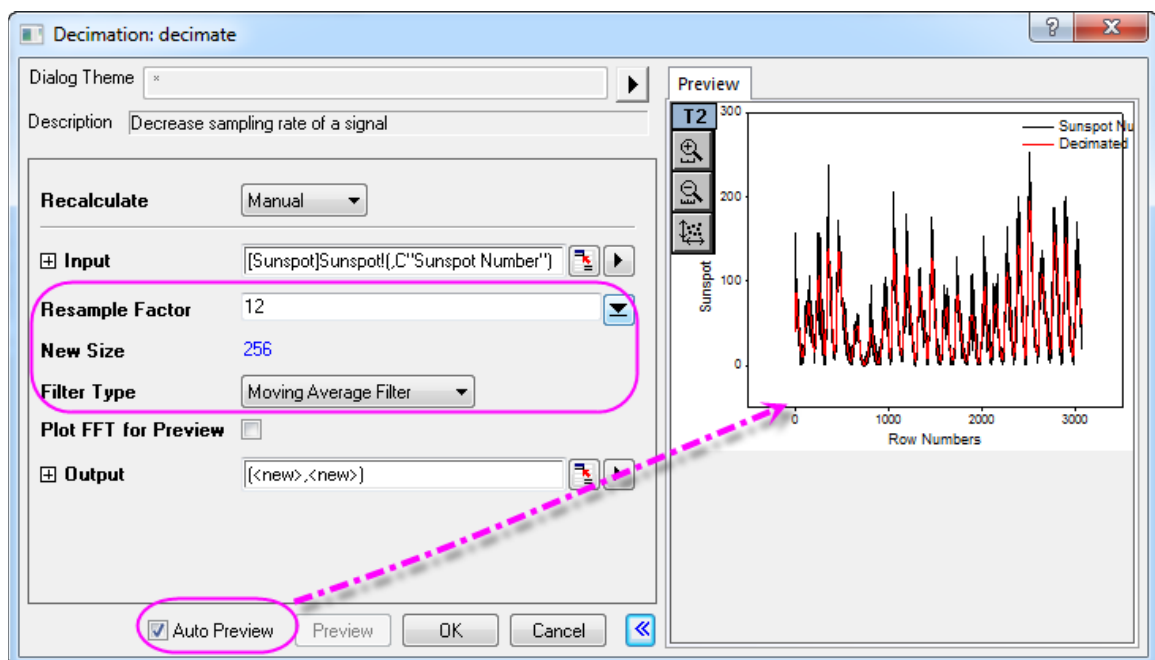 Decimation: decimate
Dialog Theme *
Description Decrease sampling rate of a signal
Recalculate Manual
Input [Sunspot]Sunspot!(,C"Sunspot Number")
Resample Factor 12
New Size 256
Filter Type Moving Average Filter
Plot FFT for Preview
Output (<new>,<new>)
Auto Preview Preview OK Cancel
Preview
T2
300
200
100
0
Sunspot
Sunspot Nu
Decimated
0 1000 2000 3000
Row Numbers